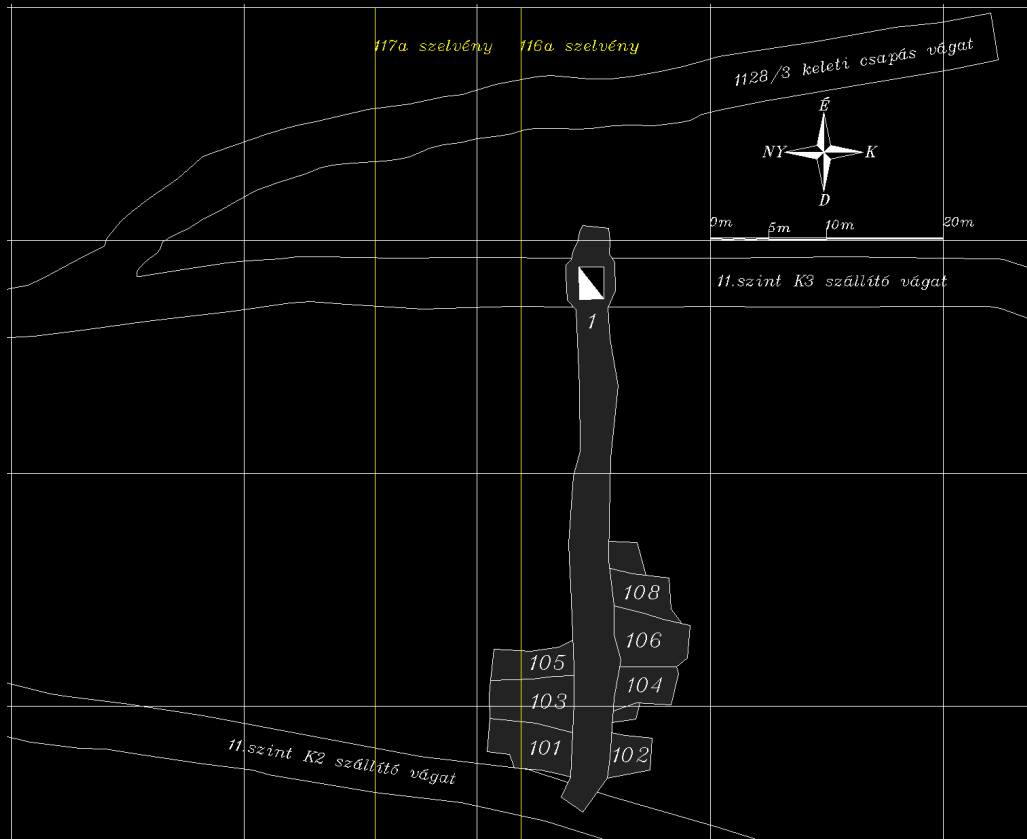 117a szelvény
116a szelvény
1128/3 keleti csapás vágat
É
NY
K
D
0m
5m
10m
20m
11.szint K3 szállító vágat
1
108
106
105
104
103
101
102
11.szint K2 szállító vágat